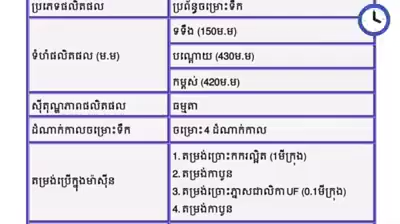 ប្រភេទផលិតផល ប្រព័ន្ធចម្រោះទឹក
ទំហំផលិតផល (ម.ម) ទទឹង (150ម.ម)
បណ្តោយ (430ម.ម)
កម្ពស់ (420ម.ម)
ស៊ីតុណ្ហភាពផលិតផល ធម្មតា
ដំណាក់កាលចម្រោះទឹក ចម្រោះ 4 ដំណាក់កាល
តម្រង់ប្រើក្នុងម៉ាស៊ីន 1. តម្រង់ច្រោះកករល្អិត (1មីក្រុង)
2. តម្រង់កាបូន
3. តម្រង់ច្រោះភ្នាសជាលិកា UF (0.1មីក្រុង)
4. តម្រង់កាបូន